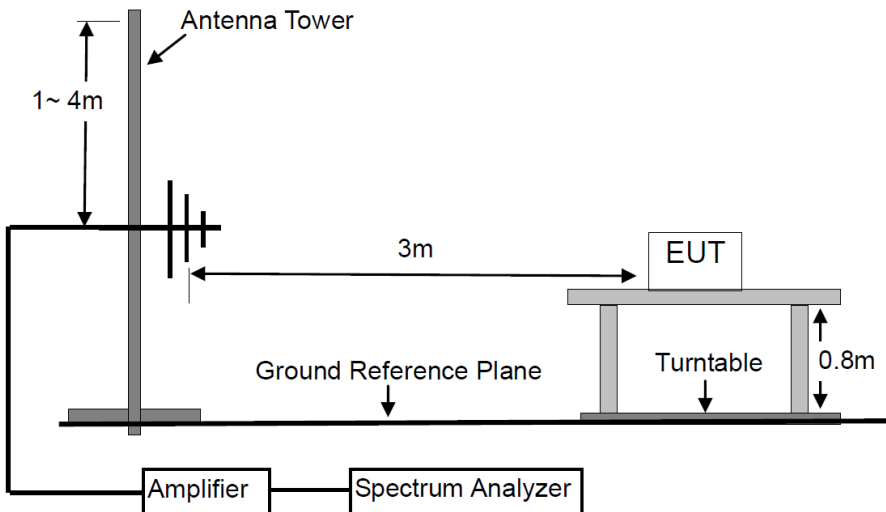 Antenna Tower
1~ 4m
3m
EUT
Ground Reference Plane
Turntable
0.8m
Amplifier
Spectrum Analyzer